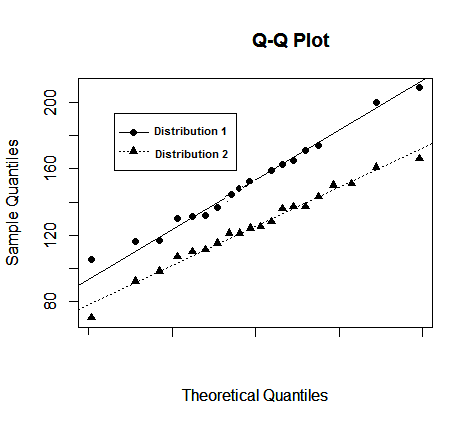 Q-Q Plot
Distribution 1
Distribution 2
Sample Quantiles
200
160
120
80
Theoretical Quantiles